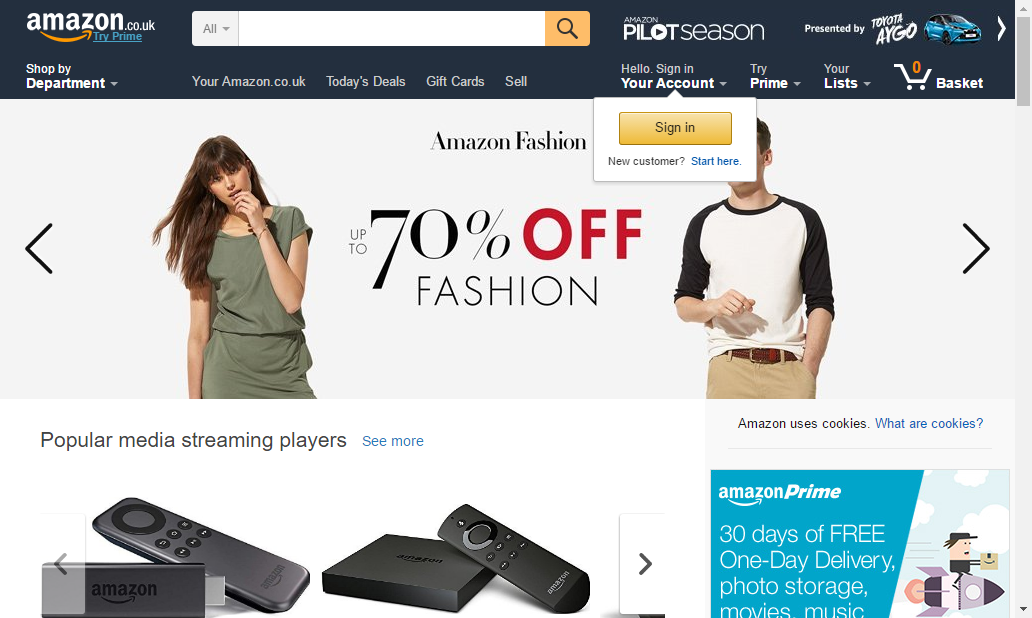 amazon.co.uk
Try Prime
All
AMAZON
PILOT SEASON
Presented by
TOYOTA
AYGO
Shop by
Department
Your Amazon.co.uk
Today's Deals
Gift Cards
Sell
Hello. Sign in
Your Account
Try
Prime
Your
Lists
0
Basket
Sign in
New customer? Start here.
Amazon Fashion
UP
TO
70% OFF
FASHION
Amazon uses cookies. What are cookies?
Popular media streaming players
See more
amazon
amazon
amazon
amazonPrime
30 days of FREE
One-Day Delivery,
photo storage,
movies, music